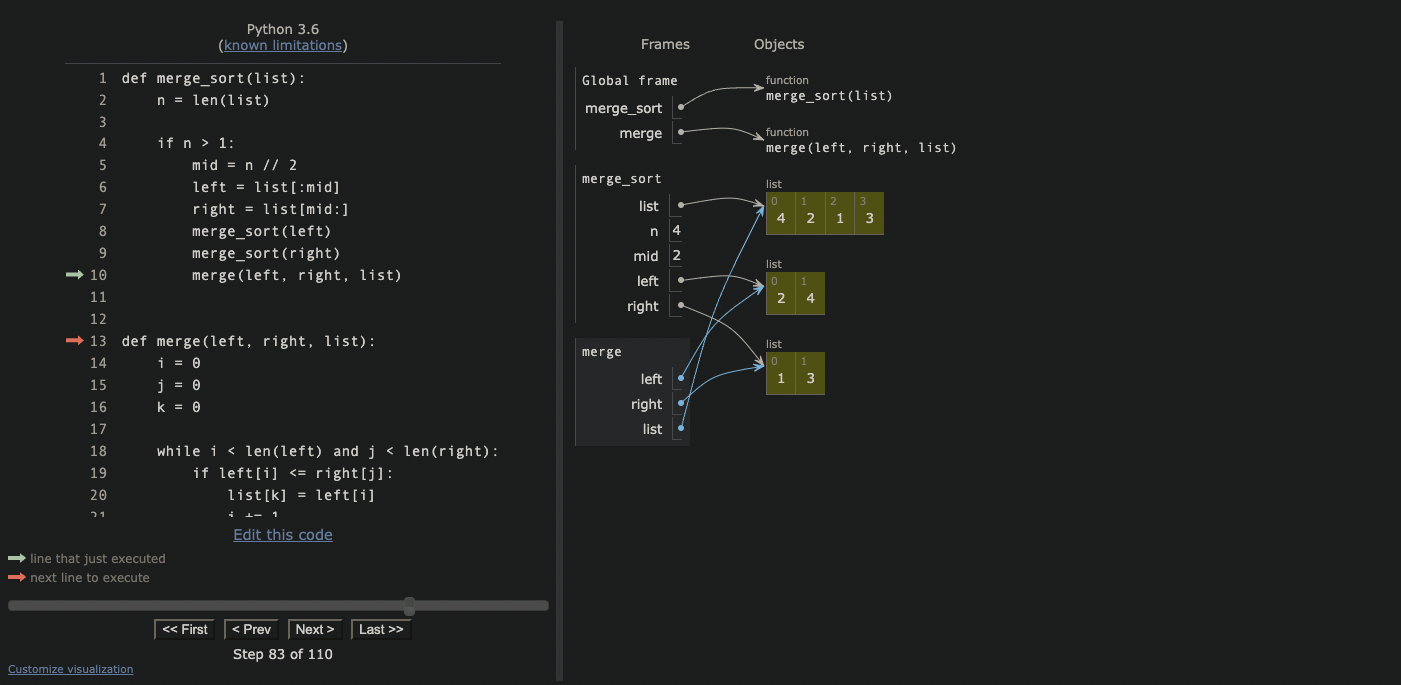 Python 3.6
(known limitations)
1 def merge_sort(list):
2     n = len(list)
3
4     if n > 1:
5         mid = n // 2
6         left = list[:mid]
7         right = list[mid:]
8         merge_sort(left)
9         merge_sort(right)
10         merge(left, right, list)
11
12
13 def merge(left, right, list):
14     i = 0
15     j = 0
16     k = 0
17
18     while i < len(left) and j < len(right):
19         if left[i] <= right[j]:
20             list[k] = left[i]
21             i += 1
Edit this code
line that just executed
next line to execute
<< First < Prev Next > Last >>
Step 83 of 110
Customize visualization
Frames Objects
Global frame
merge_sort
merge
function
merge_sort(list)
function
merge(left, right, list)
merge_sort
list
n 4
mid 2
left
right
list
0 1 2 3
4 2 1 3
list
0 1
2 4
list
0 1
1 3
merge
left
right
list